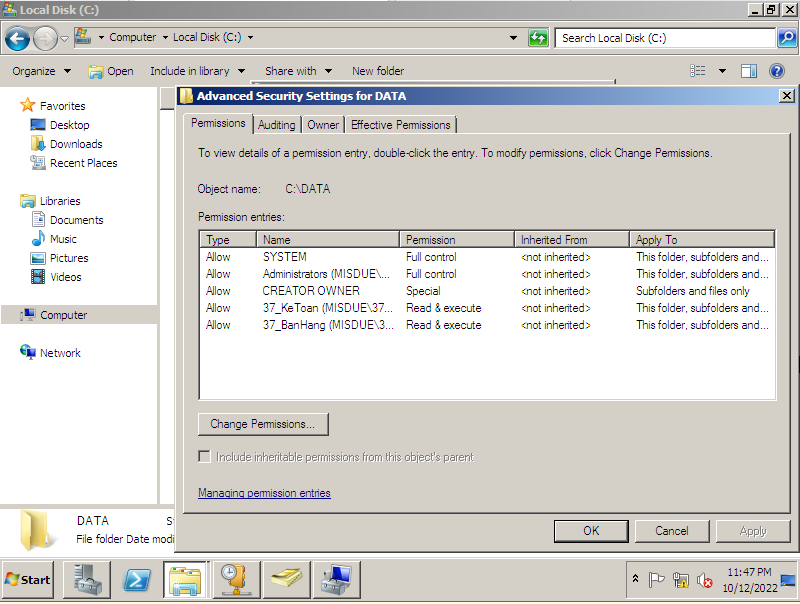 Local Disk (C:)
Computer Local Disk (C:)
Search Local Disk (C:)
Organize Open Include in library Share with New folder
Favorites
Desktop
Downloads
Recent Places
Libraries
Documents
Music
Pictures
Videos
Computer
Network
Advanced Security Settings for DATA
Permissions Auditing Owner Effective Permissions
To view details of a permission entry, double-click the entry. To modify permissions, click Change Permissions.
Object name: C:\DATA
Permission entries:
Type Name Permission Inherited From Apply To
Allow SYSTEM Full control <not inherited> This folder, subfolders and...
Allow Administrators (MISDUE\... Full control <not inherited> This folder, subfolders and...
Allow CREATOR OWNER Special <not inherited> Subfolders and files only
Allow 37_KeToan (MISDUE\37... Read & execute <not inherited> This folder, subfolders and...
Allow 37_BanHang (MISDUE\3... Read & execute <not inherited> This folder, subfolders and...
Change Permissions...
Include inheritable permissions from this object's parent
Managing permission entries
OK Cancel Apply
DATA
File folder Date modi
Start
11:47 PM
10/12/2022